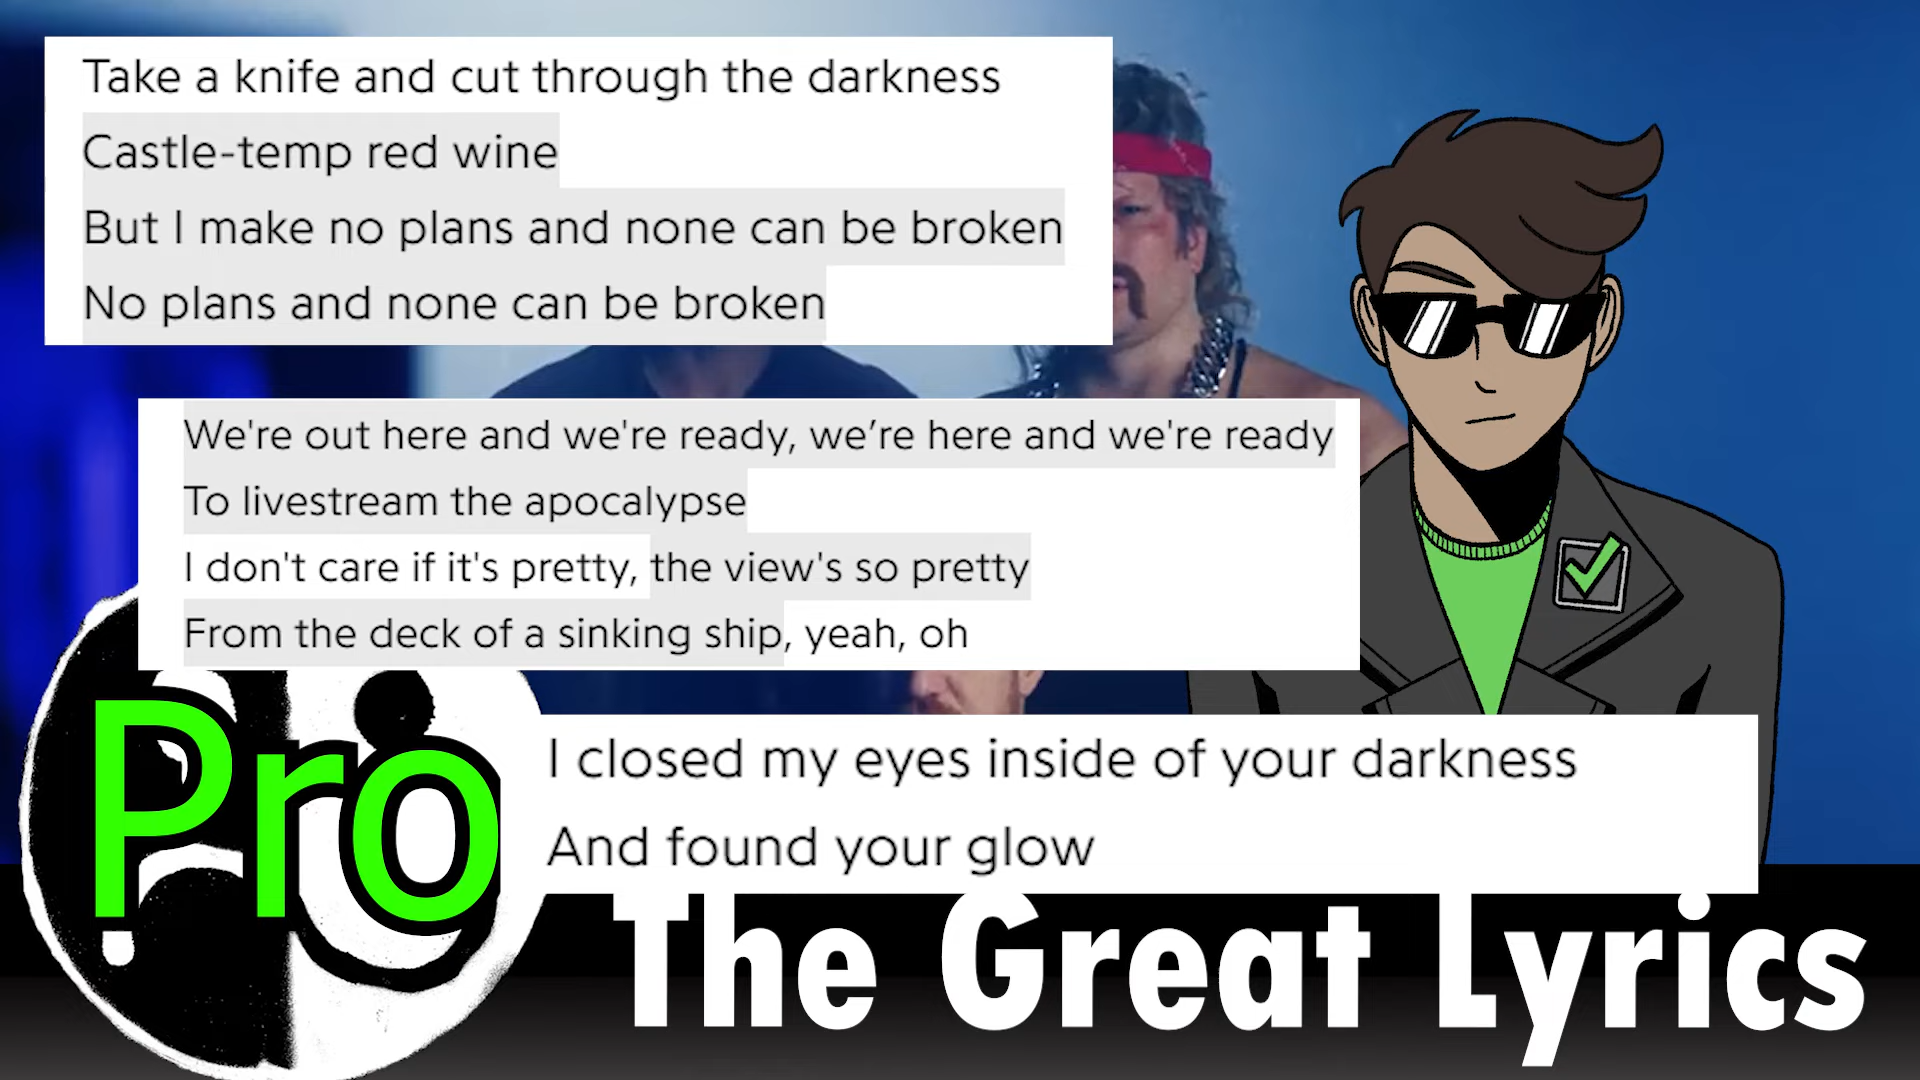 Take a knife and cut through the darkness
Castle-temp red wine
But I make no plans and none can be broken
No plans and none can be broken
We're out here and we're ready, we’re here and we're ready
To livestream the apocalypse
I don't care if it's pretty, the view's so pretty
From the deck of a sinking ship, yeah, oh
I closed my eyes inside of your darkness
And found your glow
Pro
The Great Lyrics